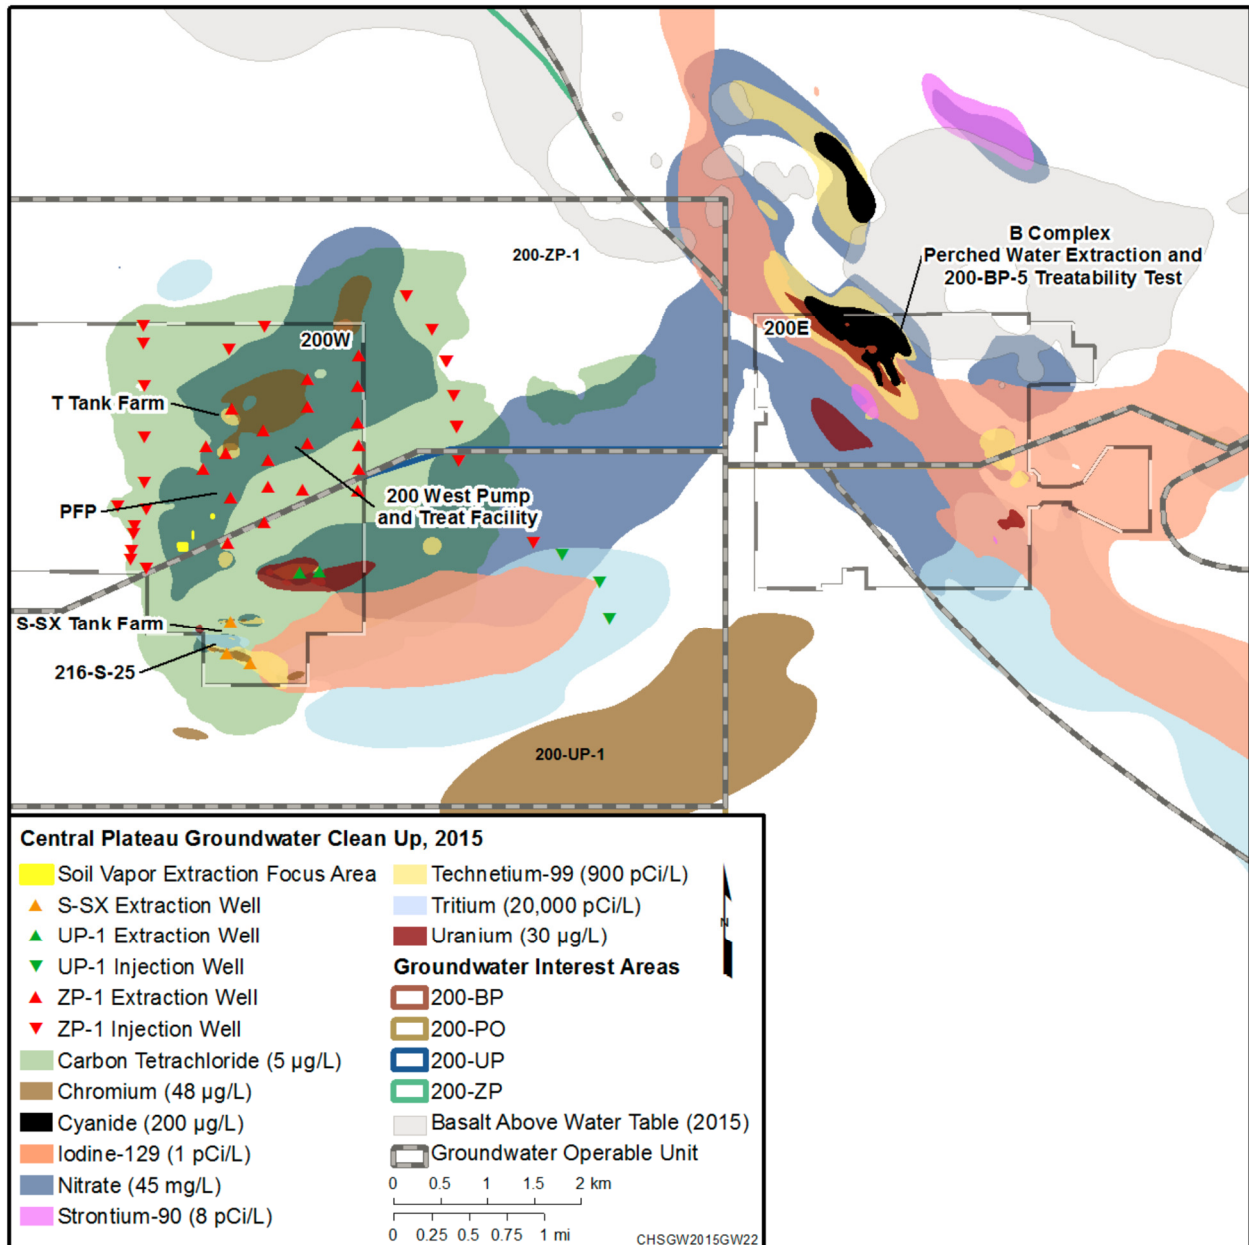 200-ZP-1
B Complex
Perched Water Extraction and
200-BP-5 Treatability Test
200W
200E
T Tank Farm
PFP
200 West Pump
and Treat Facility
S-SX Tank Farm
216-S-25
200-UP-1
Central Plateau Groundwater Clean Up, 2015
Soil Vapor Extraction Focus Area
S-SX Extraction Well
UP-1 Extraction Well
UP-1 Injection Well
ZP-1 Extraction Well
ZP-1 Injection Well
Carbon Tetrachloride (5 µg/L)
Chromium (48 µg/L)
Cyanide (200 µg/L)
Iodine-129 (1 pCi/L)
Nitrate (45 mg/L)
Strontium-90 (8 pCi/L)
Technetium-99 (900 pCi/L)
Tritium (20,000 pCi/L)
Uranium (30 µg/L)
Groundwater Interest Areas
200-BP
200-PO
200-UP
200-ZP
Basalt Above Water Table (2015)
Groundwater Operable Unit
0 0.5 1 1.5 2 km
0 0.25 0.5 0.75 1 mi
N
CHSGW2015GW22